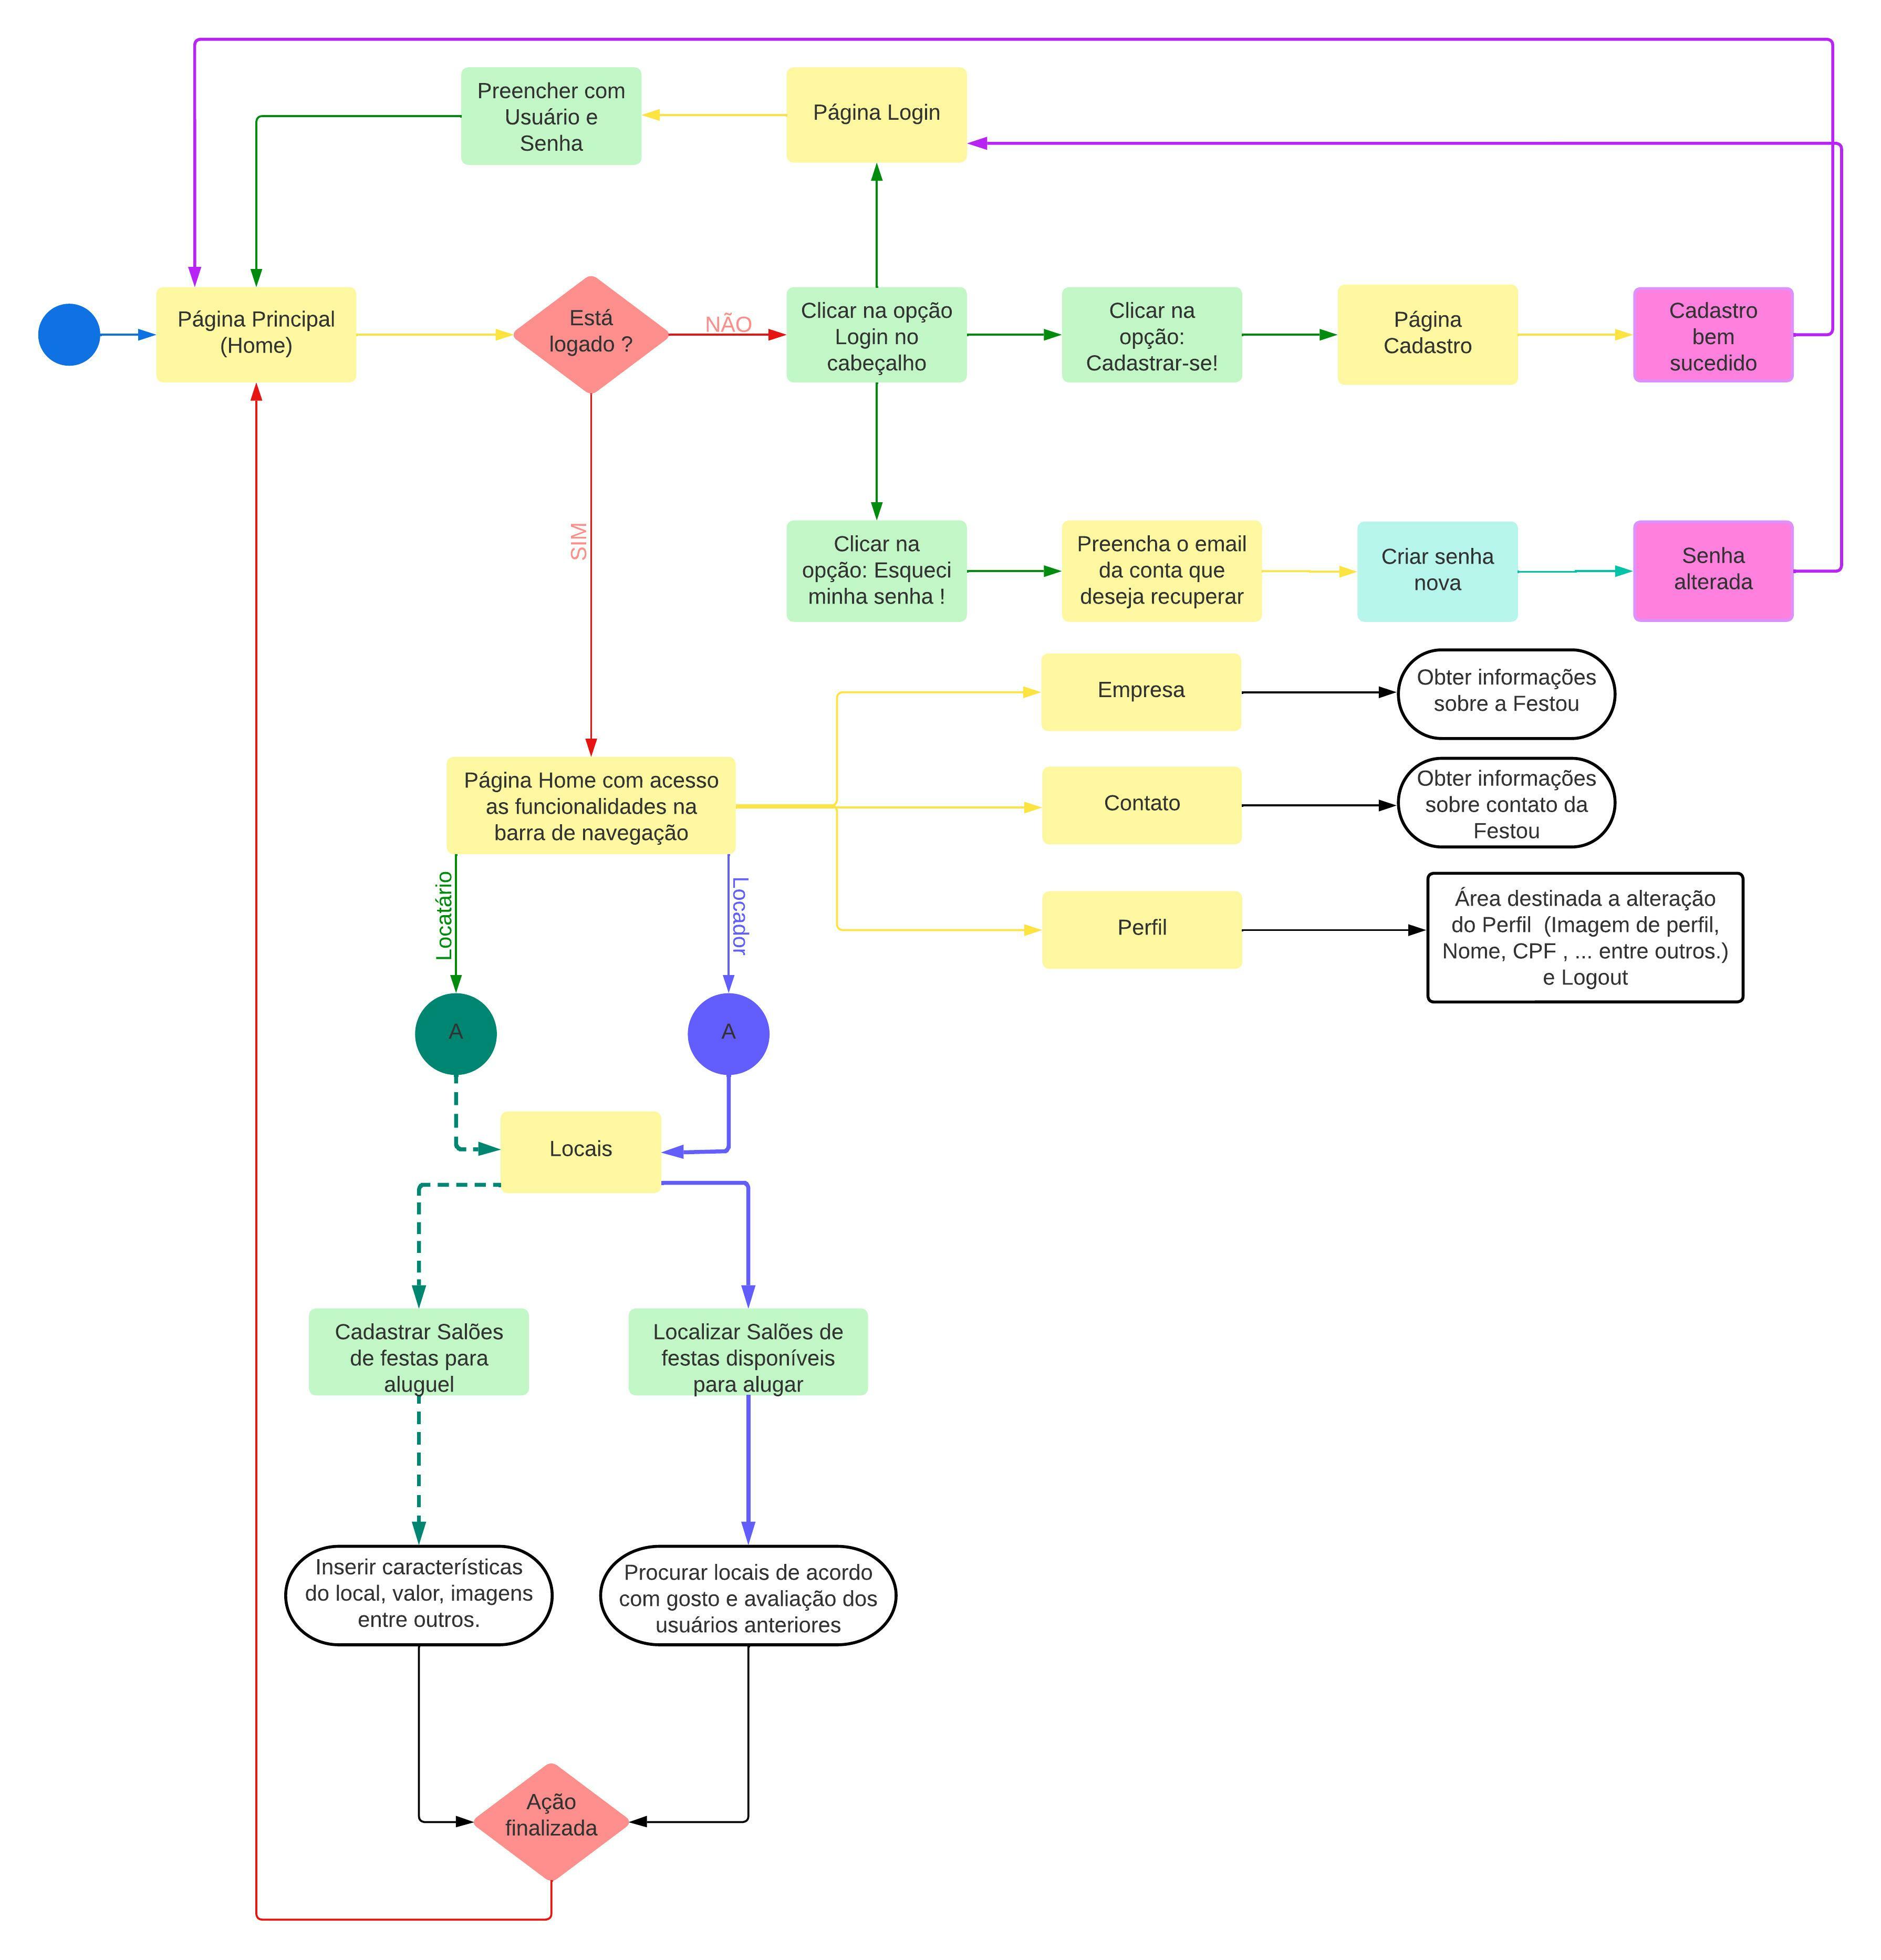 Preencher com
Usuário e
Senha
Página Login
Página Principal
(Home)
Está
logado ?
NÃO
Clicar na opção
Login no
cabeçalho
Clicar na
opção:
Cadastrar-se!
Página
Cadastro
Cadastro
bem
sucedido
SIM
Clicar na
opção: Esqueci
minha senha !
Preencha o email
da conta que
deseja recuperar
Criar senha
nova
Senha
alterada
Empresa
Obter informações
sobre a Festou
Página Home com acesso
as funcionalidades na
barra de navegação
Contato
Obter informações
sobre contato da
Festou
Perfil
Área destinada a alteração
do Perfil  (Imagem de perfil,
Nome, CPF , ... entre outros.)
e Logout
Locatário
Locador
A
A
Locais
Cadastrar Salões
de festas para
aluguel
Localizar Salões de
festas disponíveis
para alugar
Inserir características
do local, valor, imagens
entre outros.
Procurar locais de acordo
com gosto e avaliação dos
usuários anteriores
Ação
finalizada